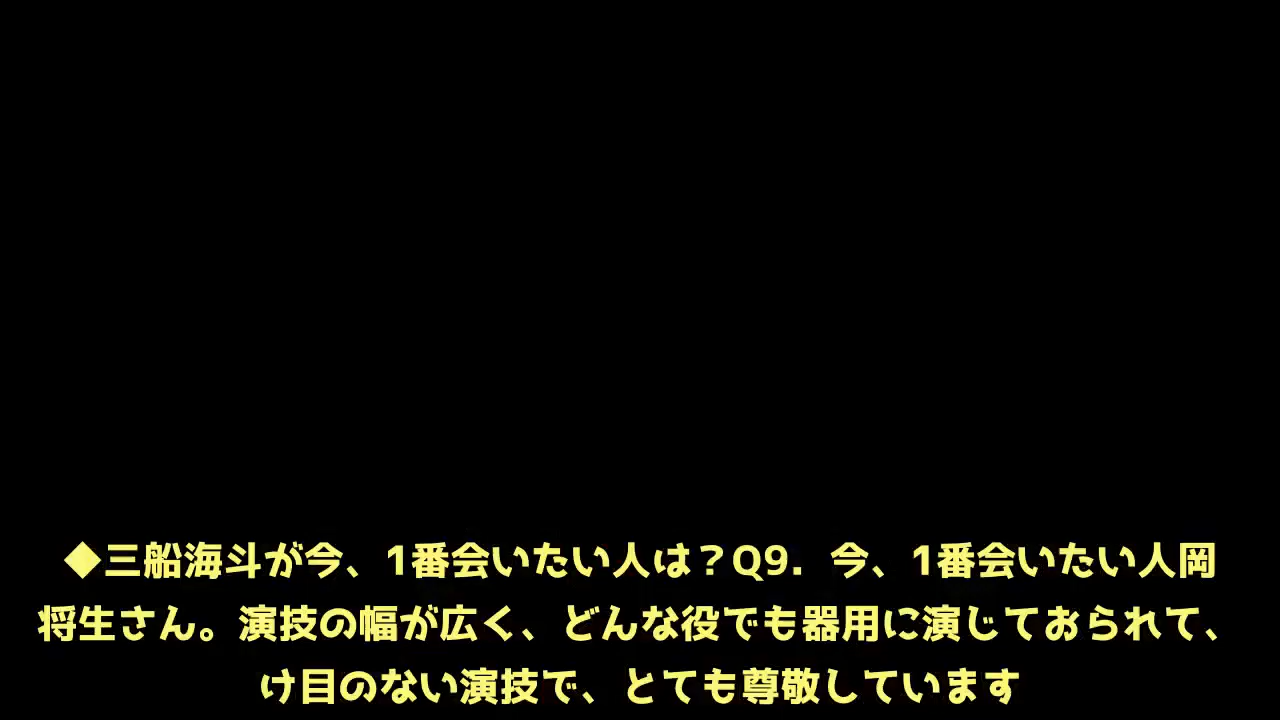 ◆三船海斗が今、1番会いたい人は？Q9．今、1番会いたい人岡
将生さん。演技の幅が広く、どんな役でも器用に演じておられて、
け目のない演技で、とても尊敬しています